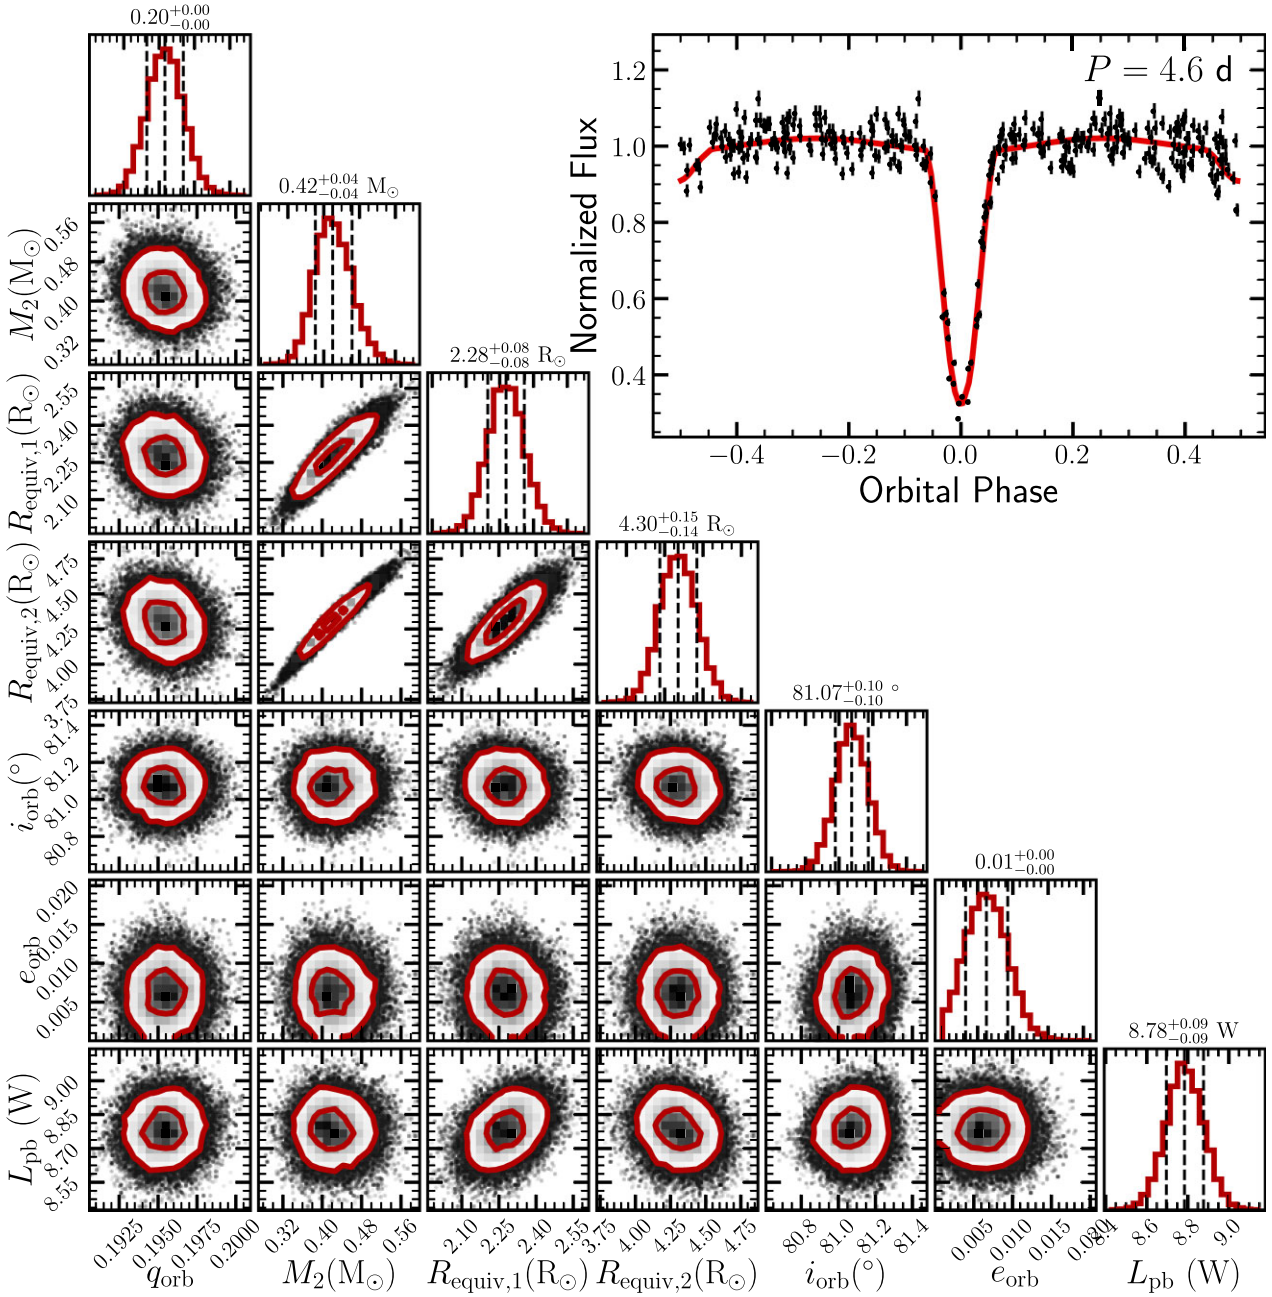 0.20+0.00−0.00
P = 4.6 d
1.2
1.0
0.8
0.6
0.4
Normalized Flux
−0.4 −0.2 0.0 0.2 0.4
Orbital Phase
0.42+0.04−0.04 M⊙
M2(M⊙)
0.56
0.48
0.40
0.32
2.28+0.08−0.08 R⊙
Requiv,1(R⊙)
2.55
2.40
2.25
2.10
4.30+0.15−0.14 R⊙
Requiv,2(R⊙)
4.75
4.50
4.25
4.00
3.75
81.07+0.10−0.10 °
iorb(°)
81.4
81.2
81.0
80.8
0.01+0.00−0.00
eorb
0.020
0.015
0.010
0.005
8.78+0.09−0.09 W
Lpb (W)
9.00
8.85
8.70
8.55
0.1925 0.1950 0.1975 0.2000 0.32 0.40 0.48 0.56 2.10 2.25 2.40 2.55 3.75 4.00 4.25 4.50 4.75 80.8 81.0 81.2 81.4 0.005 0.010 0.015 0.020 8.4 8.6 8.8 9.0
qorb M2(M⊙) Requiv,1(R⊙) Requiv,2(R⊙) iorb(°) eorb Lpb (W)